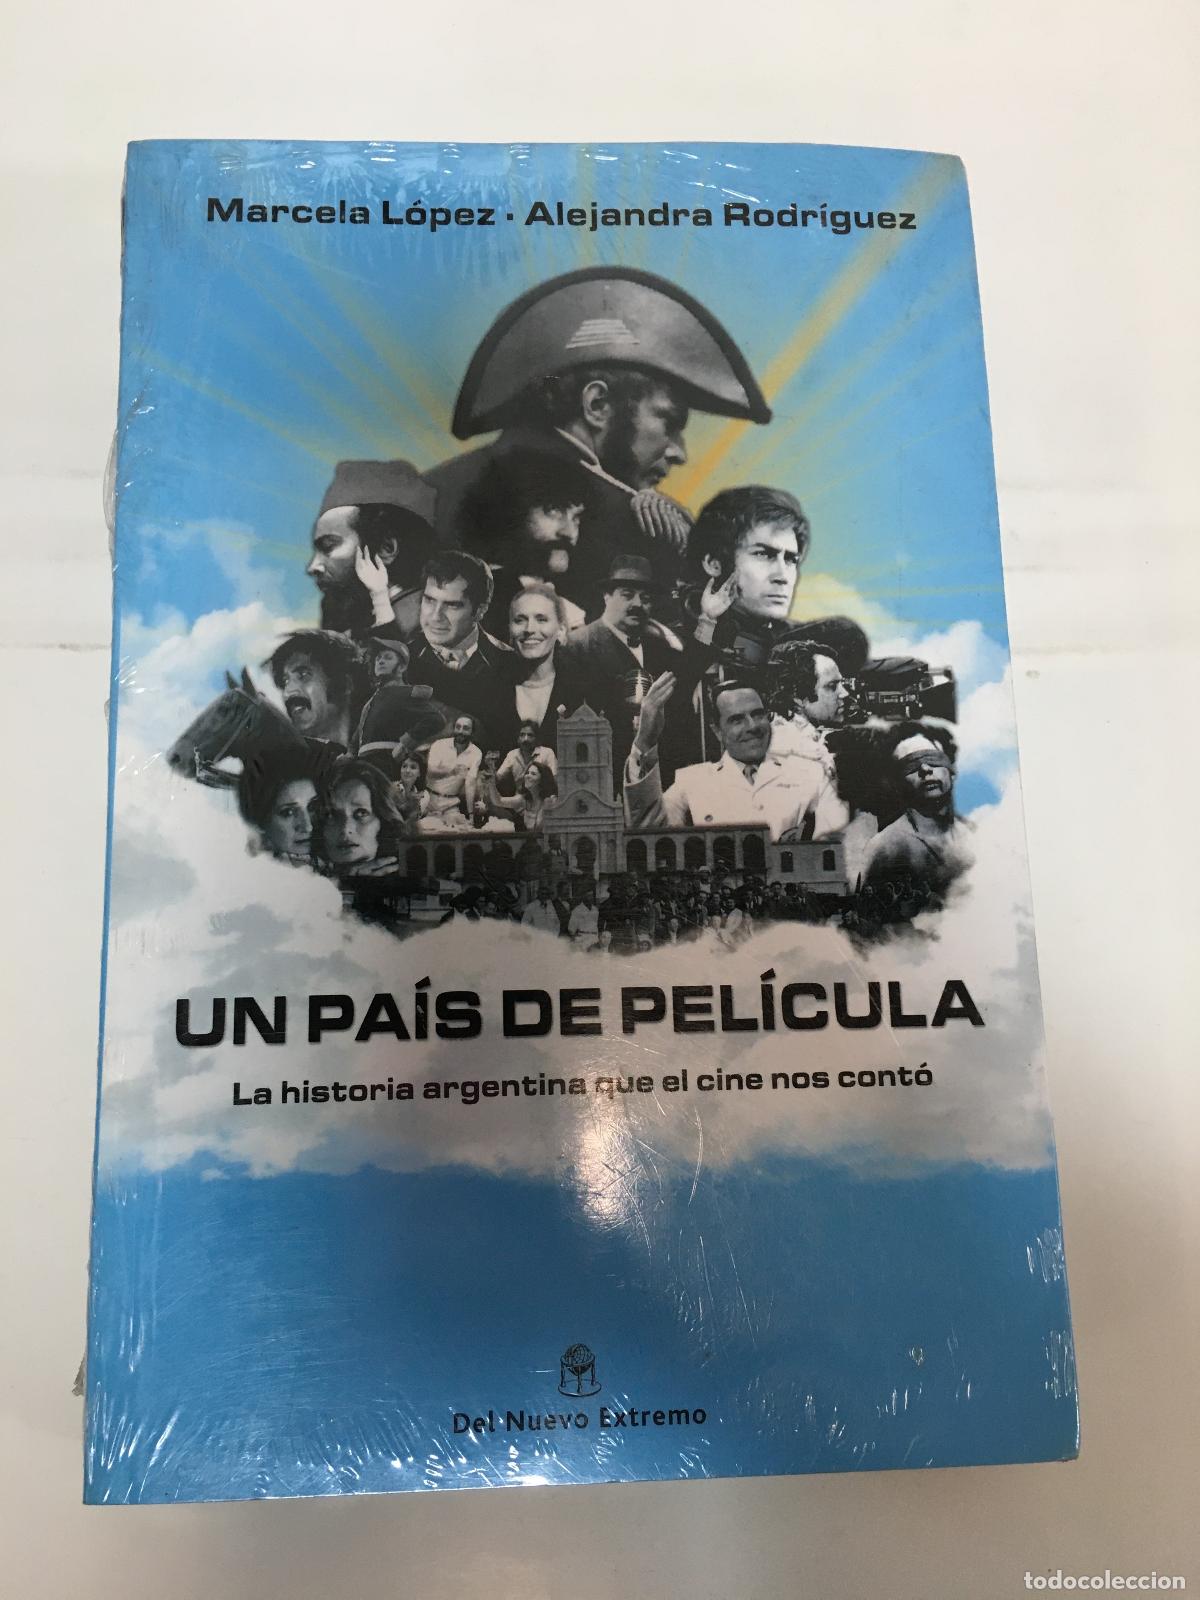 Marcela López · Alejandra Rodríguez
UN PAÍS DE PELÍCULA
La historia argentina que el cine nos contó
Del Nuevo Extremo
todocoleccion